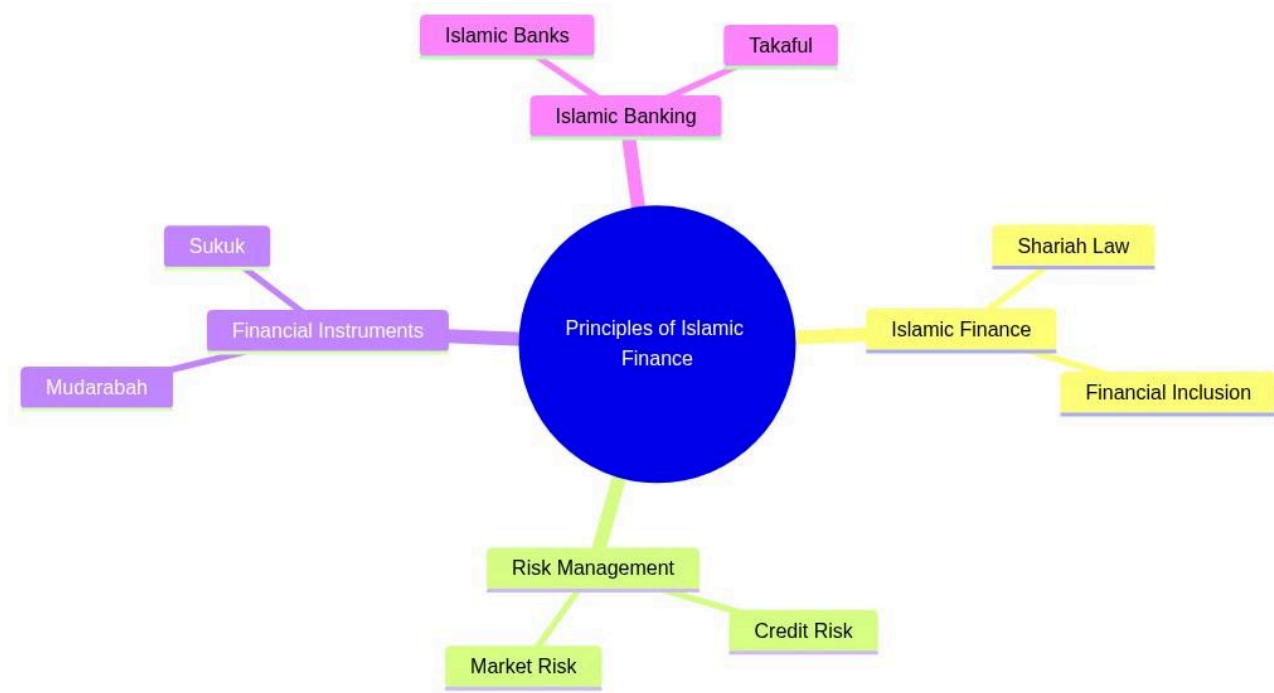 Islamic Banks
Takaful
Islamic Banking
Sukuk
Shariah Law
Financial Instruments
Principles of Islamic
Finance
Islamic Finance
Mudarabah
Financial Inclusion
Risk Management
Credit Risk
Market Risk